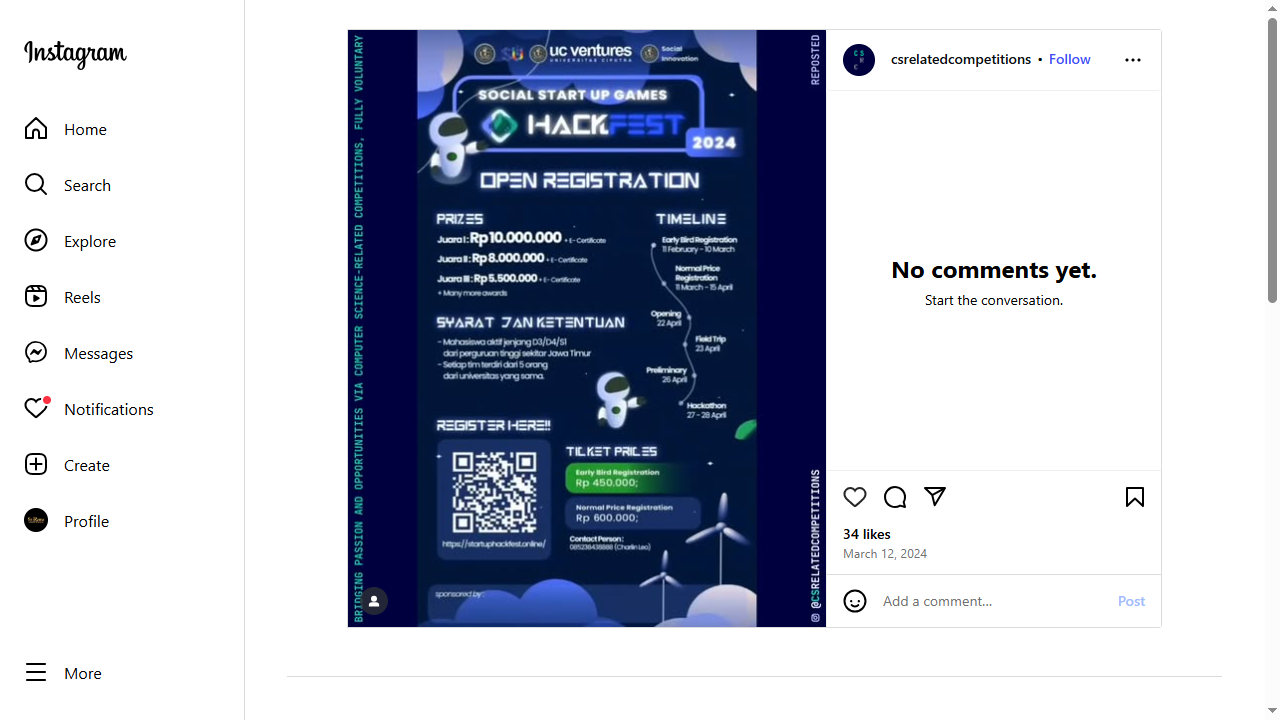 Instagram
Home
Search
Explore
Reels
Messages
Notifications
Create
Profile
More
BRIDGING PASSION AND OPPORTUNITIES VIA COMPUTER SCIENCE-RELATED COMPETITIONS, FULLY VOLUNTARY
uc ventures
UNIVERSITAS CIPUTRA
Social
Innovation
SOCIAL START UP GAMES
HACKFEST
2024
OPEN REGISTRATION
PRIZES
Juara I : Rp 10.000.000 + E - Certificate
Juara II : Rp 8.000.000 + E - Certificate
Juara III : Rp 5.500.000 + E - Certificate
+ Many more awards
SYARAT DAN KETENTUAN
- Mahasiswa aktif jenjang D3/D4/S1
dari perguruan tinggi sekitar Jawa Timur
- Setiap tim terdiri dari 5 orang
dari universitas yang sama.
TIMELINE
Early Bird Registration
11 February - 10 March
Normal Price
Registration
11 March - 15 April
Opening
22 April
Field Trip
23 April
Preliminary
26 April
Hackathon
27 - 28 April
REGISTER HERE!!
https://startuphackfest.online/
TICKET PRICES
Early Bird Registration
Rp 450.000;
Normal Price Registration
Rp 600.000;
Contact Person :
085236438888 (Charlin Leo)
sponsored by :
REPOSTED
@CSRELATEDCOMPETITIONS
csrelatedcompetitions • Follow
No comments yet.
Start the conversation.
34 likes
March 12, 2024
Add a comment...
Post